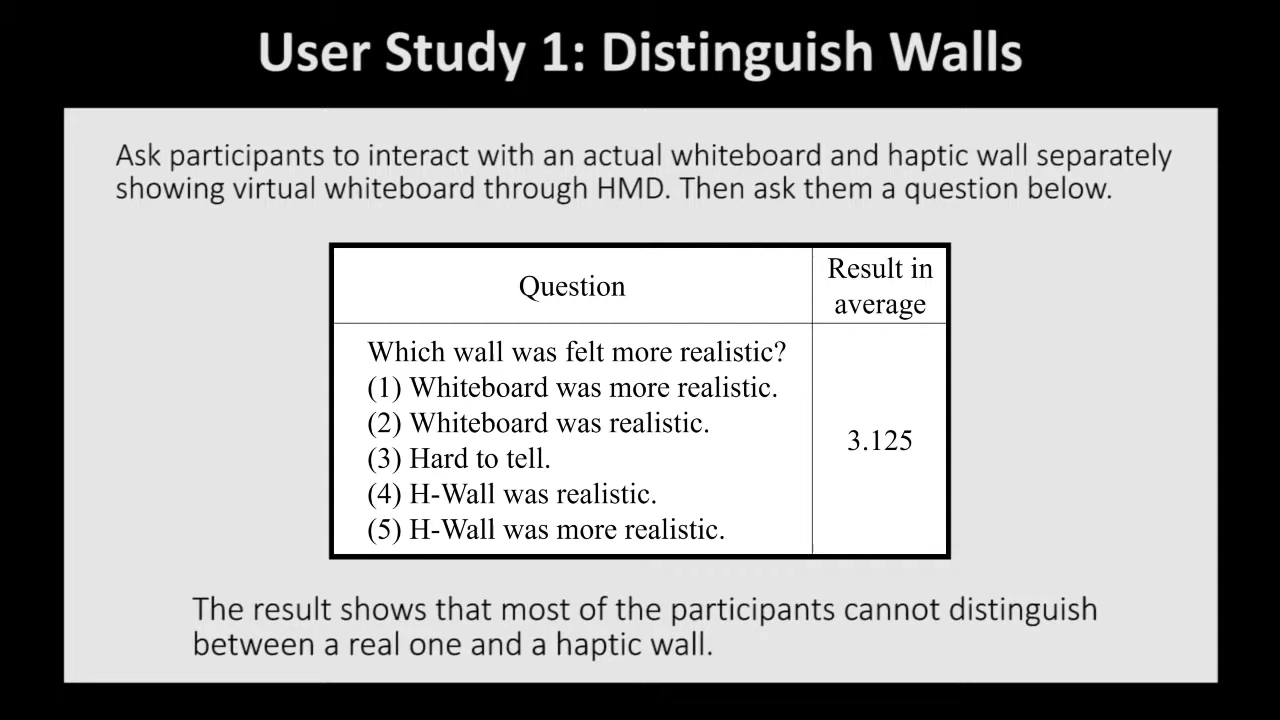 User Study 1: Distinguish Walls
Ask participants to interact with an actual whiteboard and haptic wall separately
showing virtual whiteboard through HMD. Then ask them a question below.
Question
Result in
average
Which wall was felt more realistic?
(1) Whiteboard was more realistic.
(2) Whiteboard was realistic.
(3) Hard to tell.
(4) H-Wall was realistic.
(5) H-Wall was more realistic.
3.125
The result shows that most of the participants cannot distinguish
between a real one and a haptic wall.